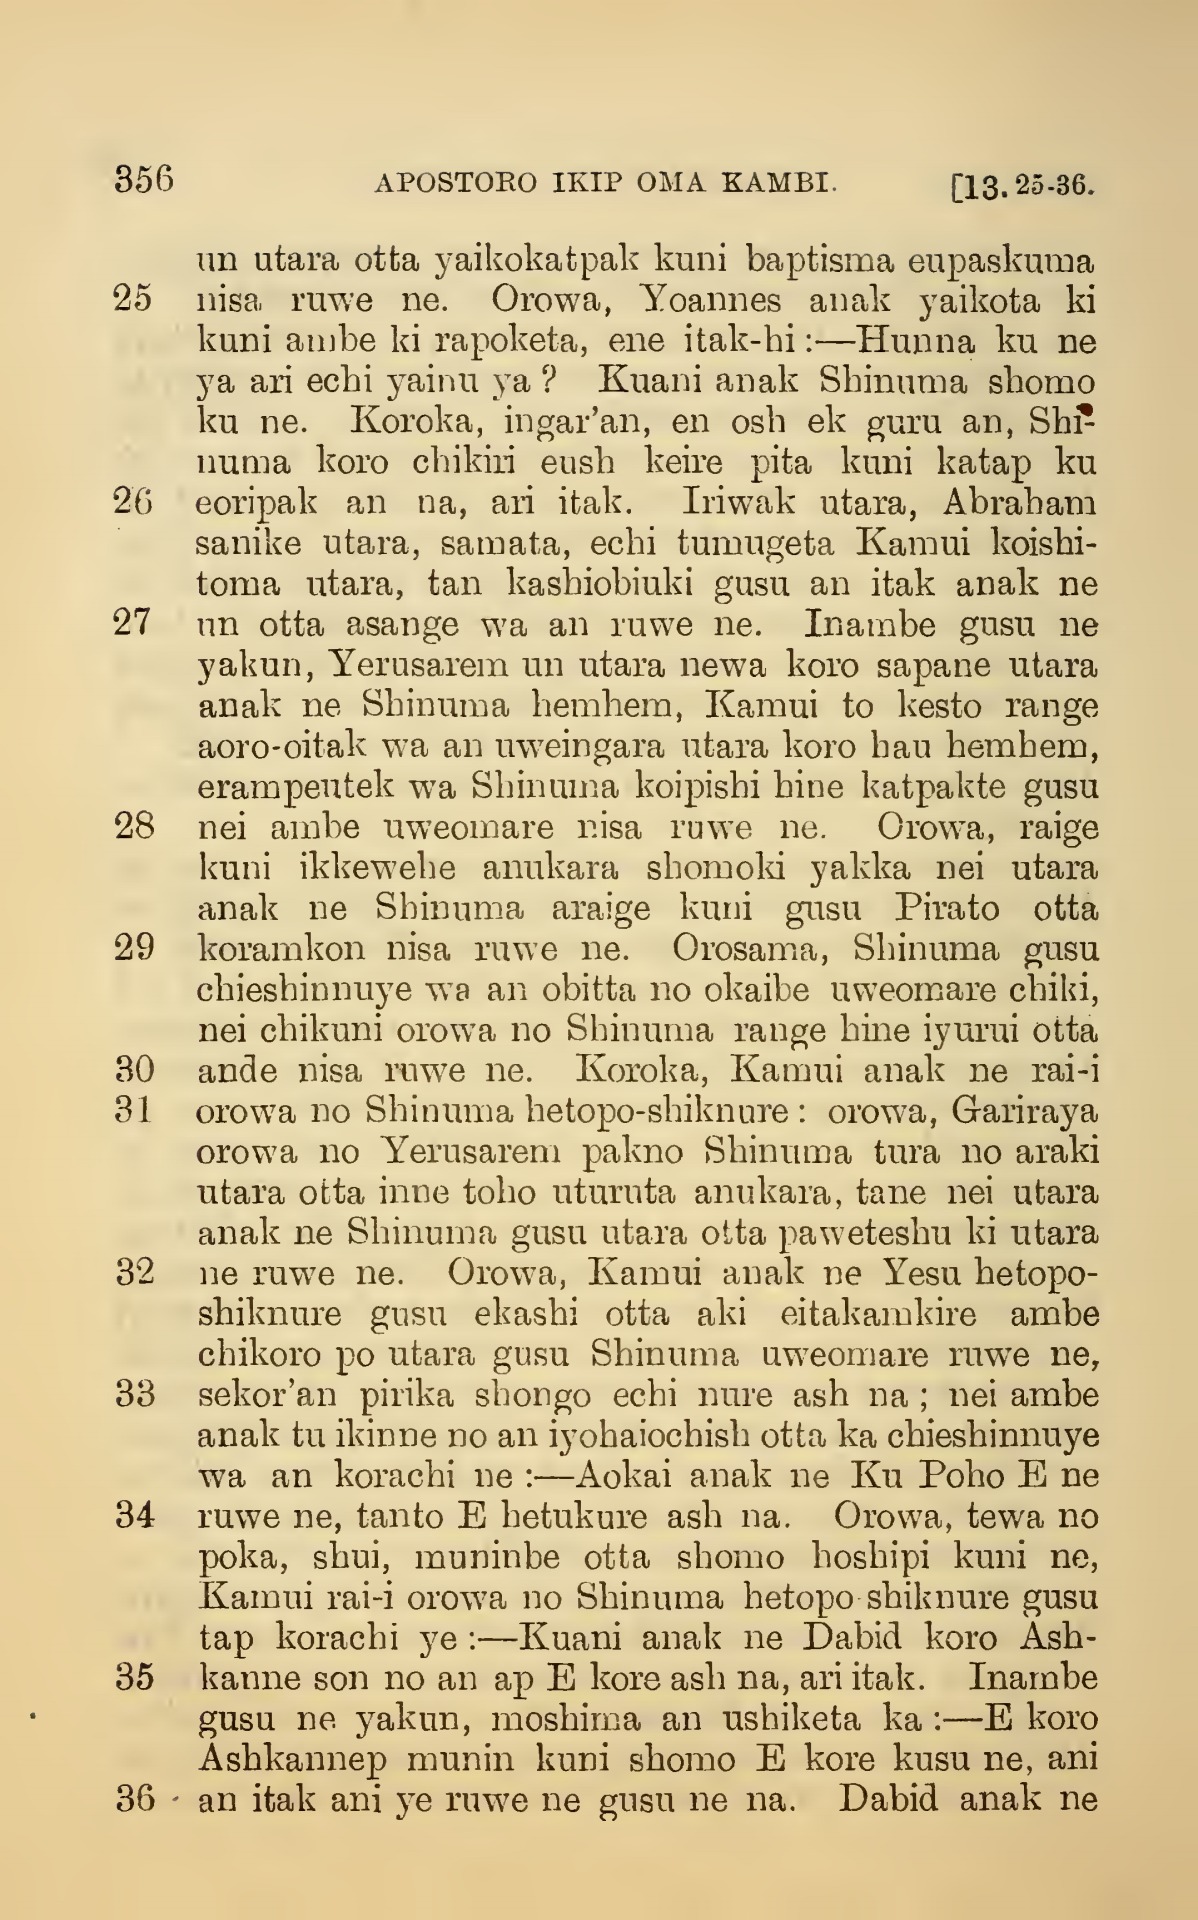 356 APOSTORO IKIP OMA KAMBI. [13. 25-36.
un utara otta yaikokatpak kuni baptisma eupaskuma
25 nisa ruwe ne. Orowa, Yoannes anak yaikota ki
kuni ambe ki rapoketa, ene itak-hi:—Hunna ku ne
ya ari echi yainu ya? Kuani anak Shinuma shomo
ku ne. Koroka, ingar'an, en osh ek guru an, Shi-
numa koro chikiri eush keire pita kuni katap ku
26 eoripak an na, ari itak. Iriwak utara, Abraham
sanike utara, samata, echi tumugeta Kamui koishi-
toma utara, tan kashiobiuki gusu an itak anak ne
27 un otta asange wa an ruwe ne. Inambe gusu ne
yakun, Yerusarem un utara newa koro sapane utara
anak ne Shinuma hemhem, Kamui to kesto range
aoro-oitak wa an uweingara utara koro hau hemhem,
erampeutek wa Shinuma koipishi hine katpakte gusu
28 nei ambe uweomare nisa ruwe ne. Orowa, raige
kuni ikkewehe anukara shomoki yakka nei utara
anak ne Shinuma araige kuni gusu Pirato otta
29 koramkon nisa ruwe ne. Orosama, Shinuma gusu
chieshinnuye wa an obitta no okaibe uweomare chiki,
nei chikuni orowa no Shinuma range hine iyurui otta
30 ande nisa ruwe ne. Koroka, Kamui anak ne rai-i
31 orowa no Shinuma hetopo-shiknure: orowa, Gariraya
orowa no Yerusarem pakno Shinuma tura no araki
utara otta inne toho uturuta anukara, tane nei utara
anak ne Shinuma gusu utara otta paweteshu ki utara
32 ne ruwe ne. Orowa, Kamui anak ne Yesu hetopo-
shiknure gusu ekashi otta aki eitakamkire ambe
chikoro po utara gusu Shinuma uweomare ruwe ne,
33 sekor'an pirika shongo echi nure ash na; nei ambe
anak tu ikinne no an iyohaiochish otta ka chieshinnuye
wa an korachi ne:—Aokai anak ne Ku Poho E ne
34 ruwe ne, tanto E hetukure ash na. Orowa, tewa no
poka, shui, muninbe otta shomo hoshipi kuni ne,
Kamui rai-i orowa no Shinuma hetopo shiknure gusu
tap korachi ye:—Kuani anak ne Dabid koro Ash-
35 kanne son no an ap E kore ash na, ari itak. Inambe
gusu ne yakun, moshima an ushiketa ka:—E koro
Ashkannep munin kuni shomo E kore kusu ne, ani
36 an itak ani ye ruwe ne gusu ne na. Dabid anak ne